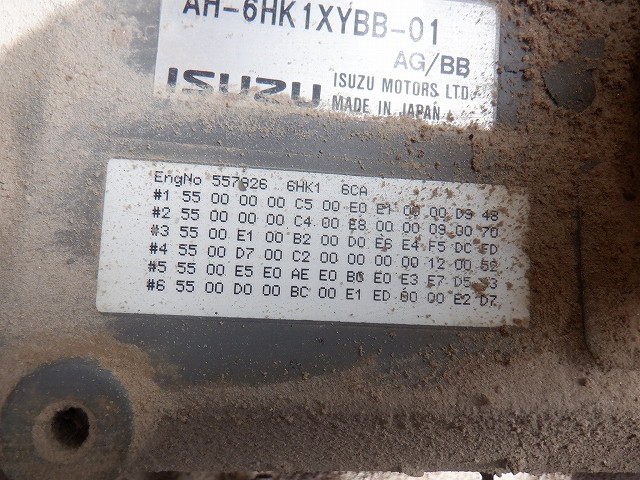 AH-6HK1XYBB-01
AG/BB
ISUZU ISUZU MOTORS LTD.
MADE IN JAPAN
EngNo 557826 6HK1 6CA
#1 55 00 00 00 C5 00 E0 E1 00 00 D9 48
#2 55 00 00 00 C4 00 E8 00 00 09 00 70
#3 55 00 E1 00 B2 00 D0 E6 E4 F5 DC FD
#4 55 00 D7 00 C2 00 00 00 00 12 00 52
#5 55 00 E5 E0 AE E0 B6 E0 E3 E7 D5
#6 55 00 D0 00 BC 00 E1 ED 00 00 E2 D7